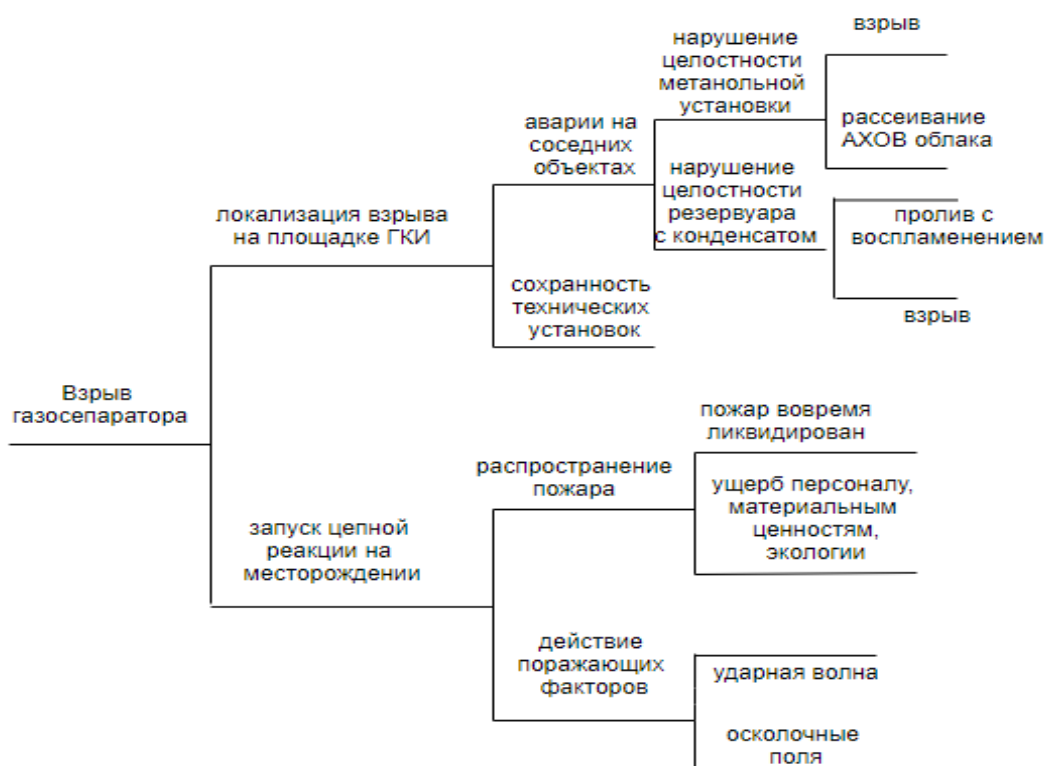 взрыв
нарушение
целостности
метанольной
установки
рассеивание
АХОВ облака
аварии на
соседних
объектах
нарушение
целостности
резервуара
с конденсатом
пролив с
воспламенением
взрыв
локализация взрыва
на площадке ГКИ
сохранность
технических
установок
Взрыв
газосепаратора
пожар вовремя
ликвидирован
распространение
пожара
ущерб персоналу,
материальным
ценностям,
экологии
запуск цепной
реакции на
месторождении
действие
поражающих
факторов
ударная волна
осколочные
поля